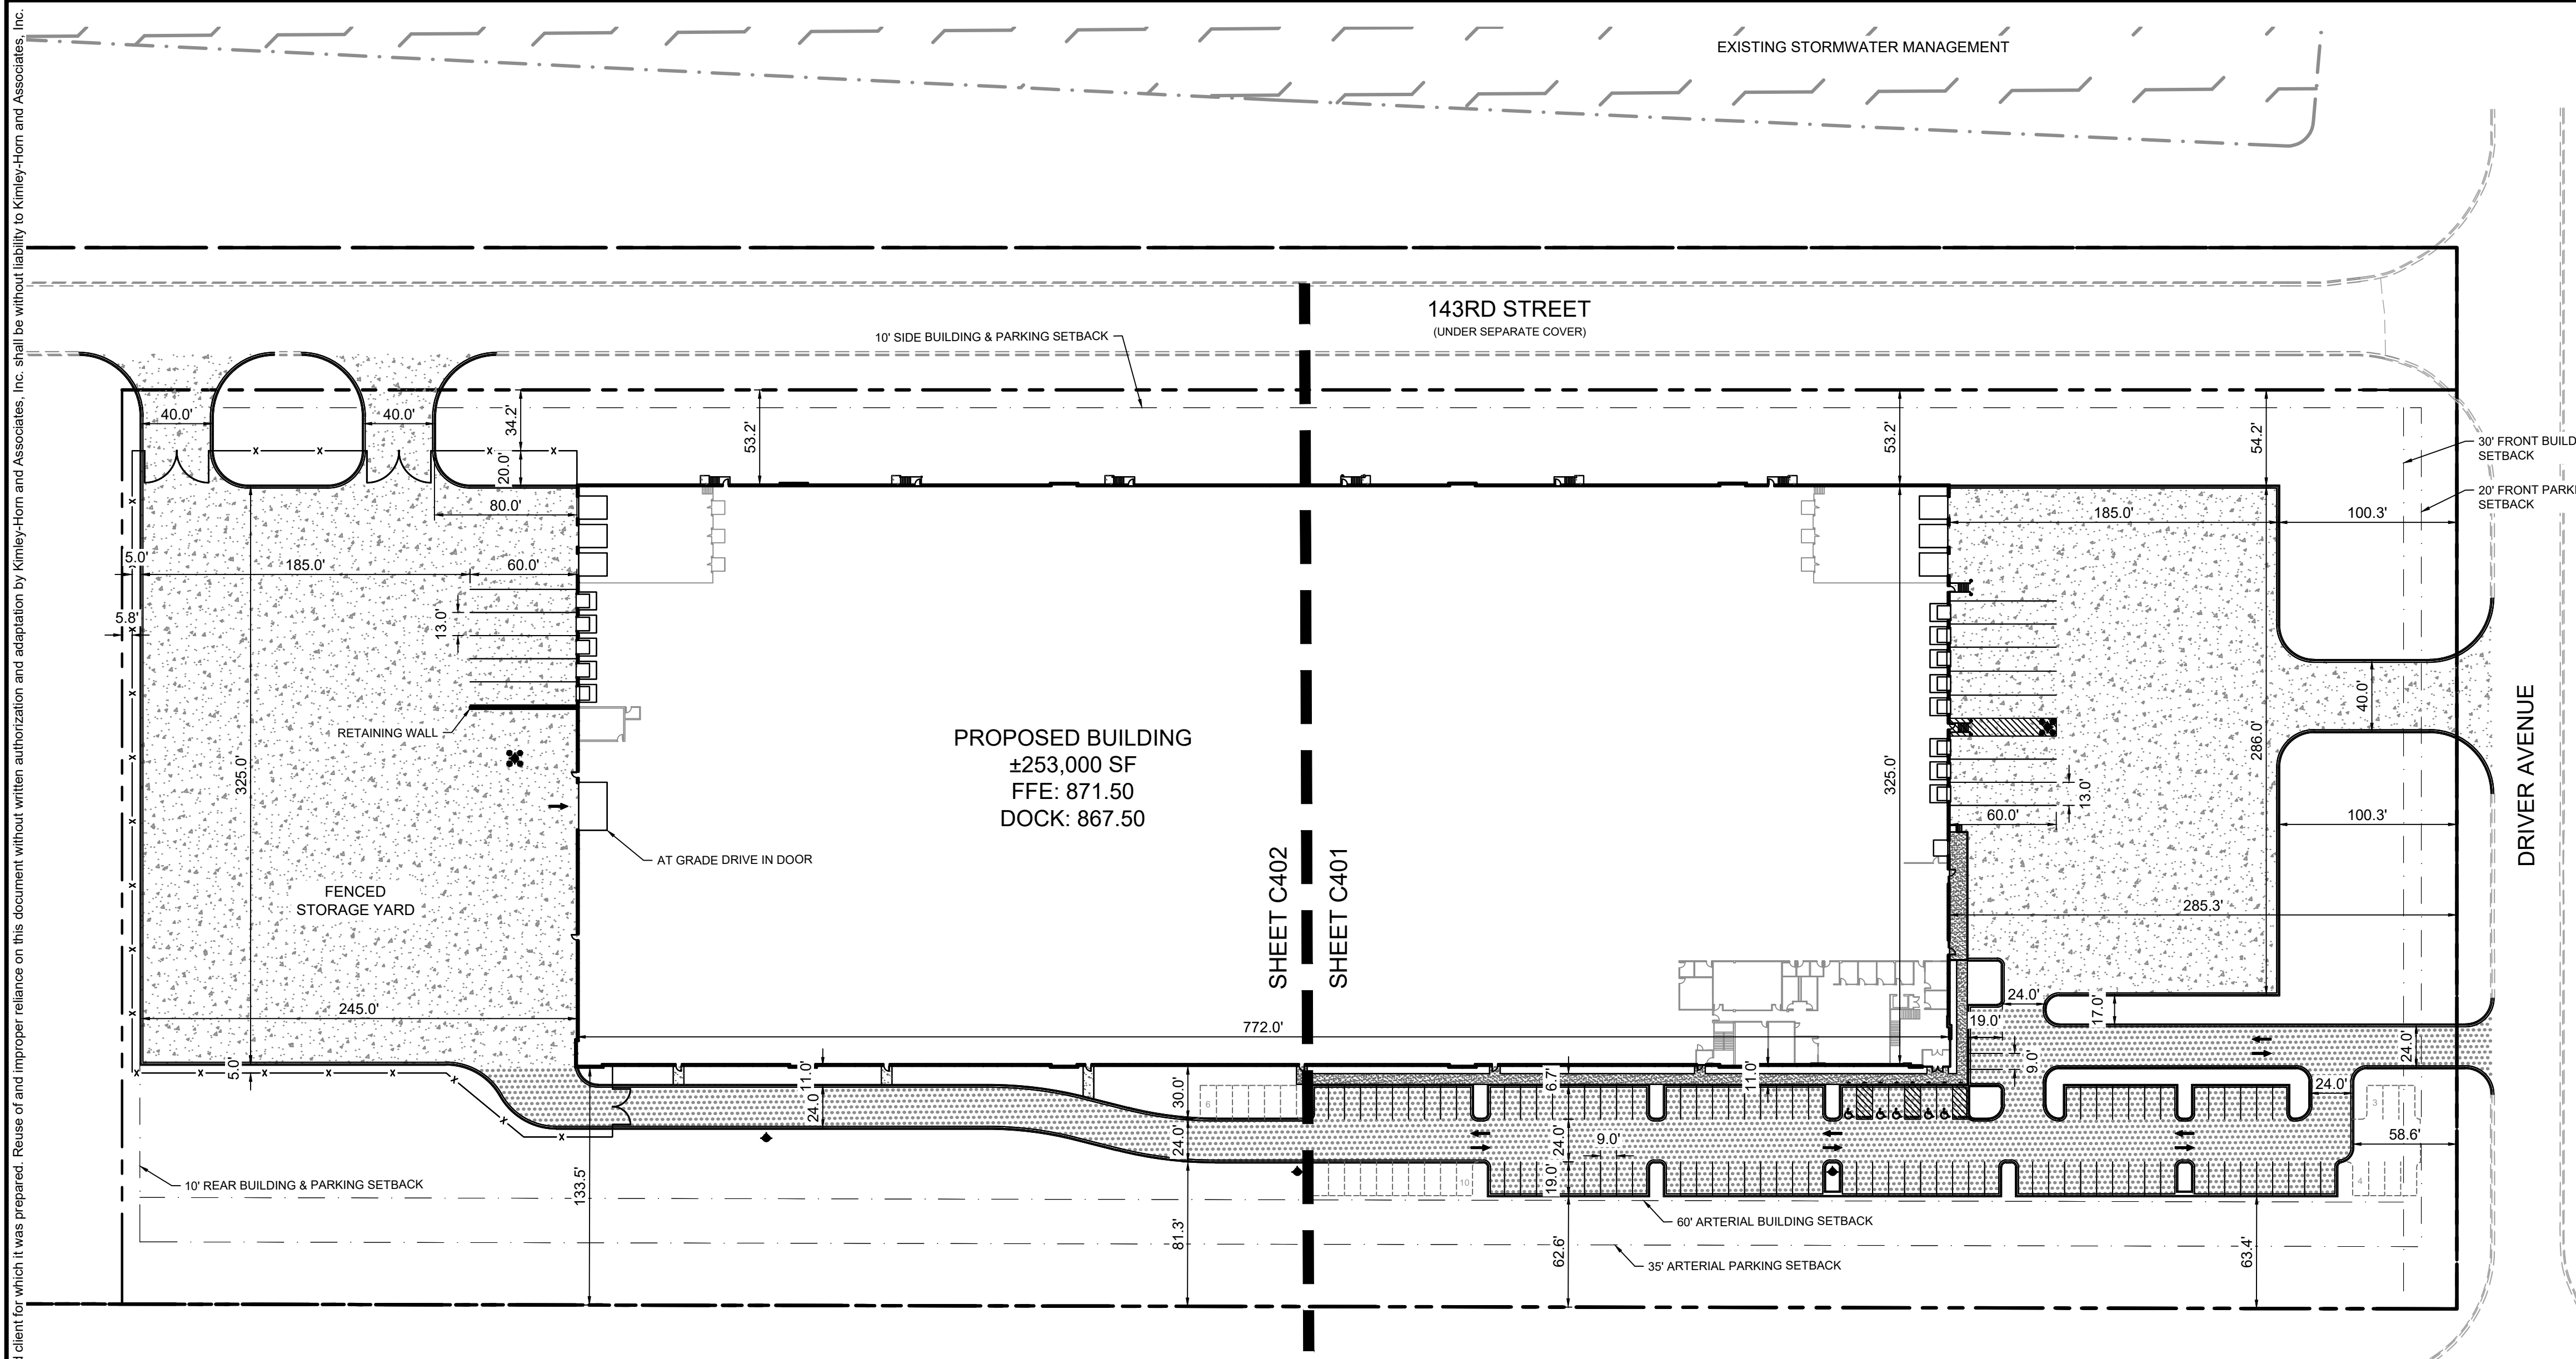 d client for which it was prepared. Reuse of and improper reliance on this document without written authorization and adaptation by Kimley-Horn and Associates, Inc. shall be without liability to Kimley-Horn and Associates, Inc.
EXISTING STORMWATER MANAGEMENT
143RD STREET
(UNDER SEPARATE COVER)
10' SIDE BUILDING & PARKING SETBACK
40.0'
40.0'
34.2'
20.0'
53.2'
53.2'
54.2'
30' FRONT BUILD
SETBACK
20' FRONT PARKI
SETBACK
80.0'
185.0'
100.3'
5.0'
185.0'
60.0'
5.8'
13.0'
RETAINING WALL
325.0'
PROPOSED BUILDING
±253,000 SF
FFE: 871.50
DOCK: 867.50
325.0'
286.0'
40.0'
DRIVER AVENUE
13.0'
60.0'
100.3'
AT GRADE DRIVE IN DOOR
SHEET C402
SHEET C401
FENCED
STORAGE YARD
285.3'
245.0'
772.0'
24.0'
17.0'
19.0'
9.0'
24.0'
5.0'
11.0'
24.0'
30.0'
6
6.7'
11.0'
24.0'
3
24.0'
24.0'
9.0'
58.6'
133.5'
19.0'
10
4
10' REAR BUILDING & PARKING SETBACK
60' ARTERIAL BUILDING SETBACK
81.3'
62.6'
63.4'
35' ARTERIAL PARKING SETBACK